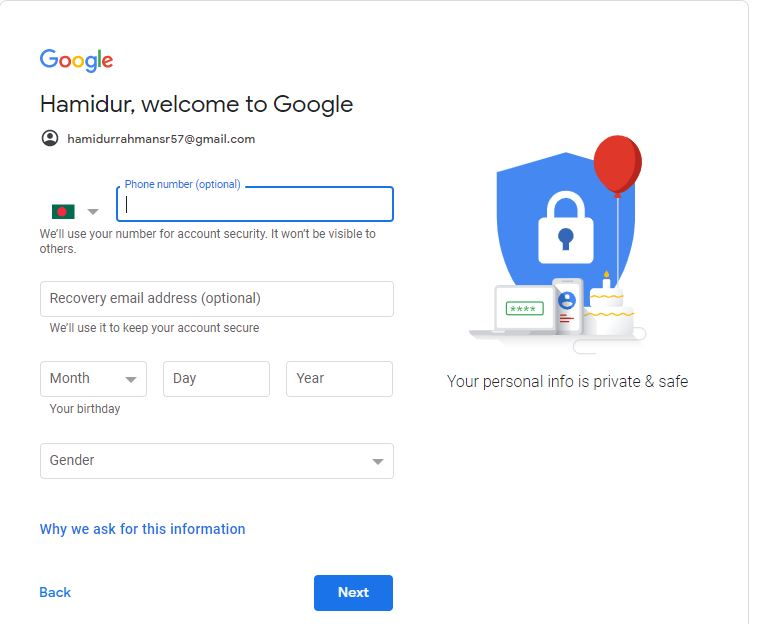 Google
Hamidur, welcome to Google
hamidurrahmansr57@gmail.com
Phone number (optional)
We'll use your number for account security. It won't be visible to
others.
Recovery email address (optional)
We'll use it to keep your account secure
Month Day Year
Your birthday
Gender
Why we ask for this information
Back Next
****
Your personal info is private & safe